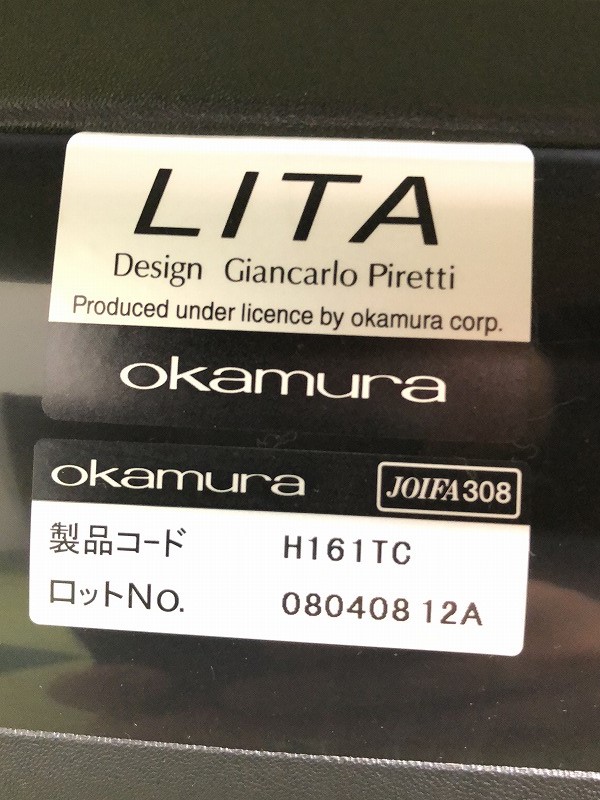 LITA
Design Giancarlo Piretti
Produced under licence by okamura corp.
okamura
okamura JOIFA308
製品コード H161TC
ロットNo. 080408 12A